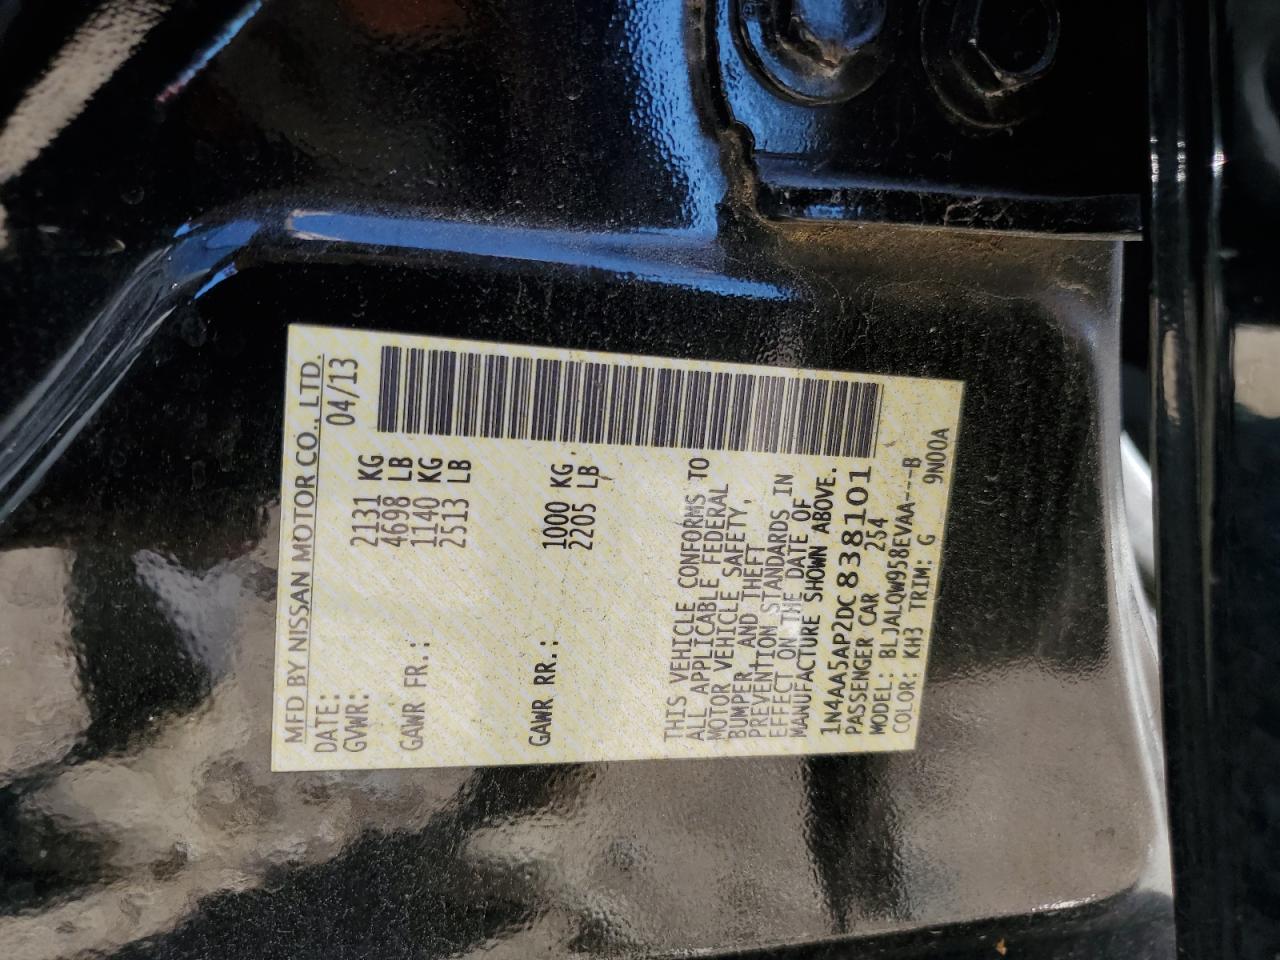 MFD BY NISSAN MOTOR CO., LTD.
DATE: 04/13
GVWR: 2131 KG
4698 LB
GAWR FR.: 1140 KG
2513 LB
GAWR RR.: 1000 KG
2205 LB
THIS VEHICLE CONFORMS TO
ALL APPLICABLE FEDERAL
MOTOR VEHICLE SAFETY,
BUMPER AND THEFT
PREVENTION STANDARDS IN
EFFECT ON THE DATE OF
MANUFACTURE SHOWN ABOVE.
1N4AA5AP2DC838101
PASSENGER CAR 254
MODEL: BLJALQW958EVAA---B
COLOR: KH3 TRIM: G 9N00A